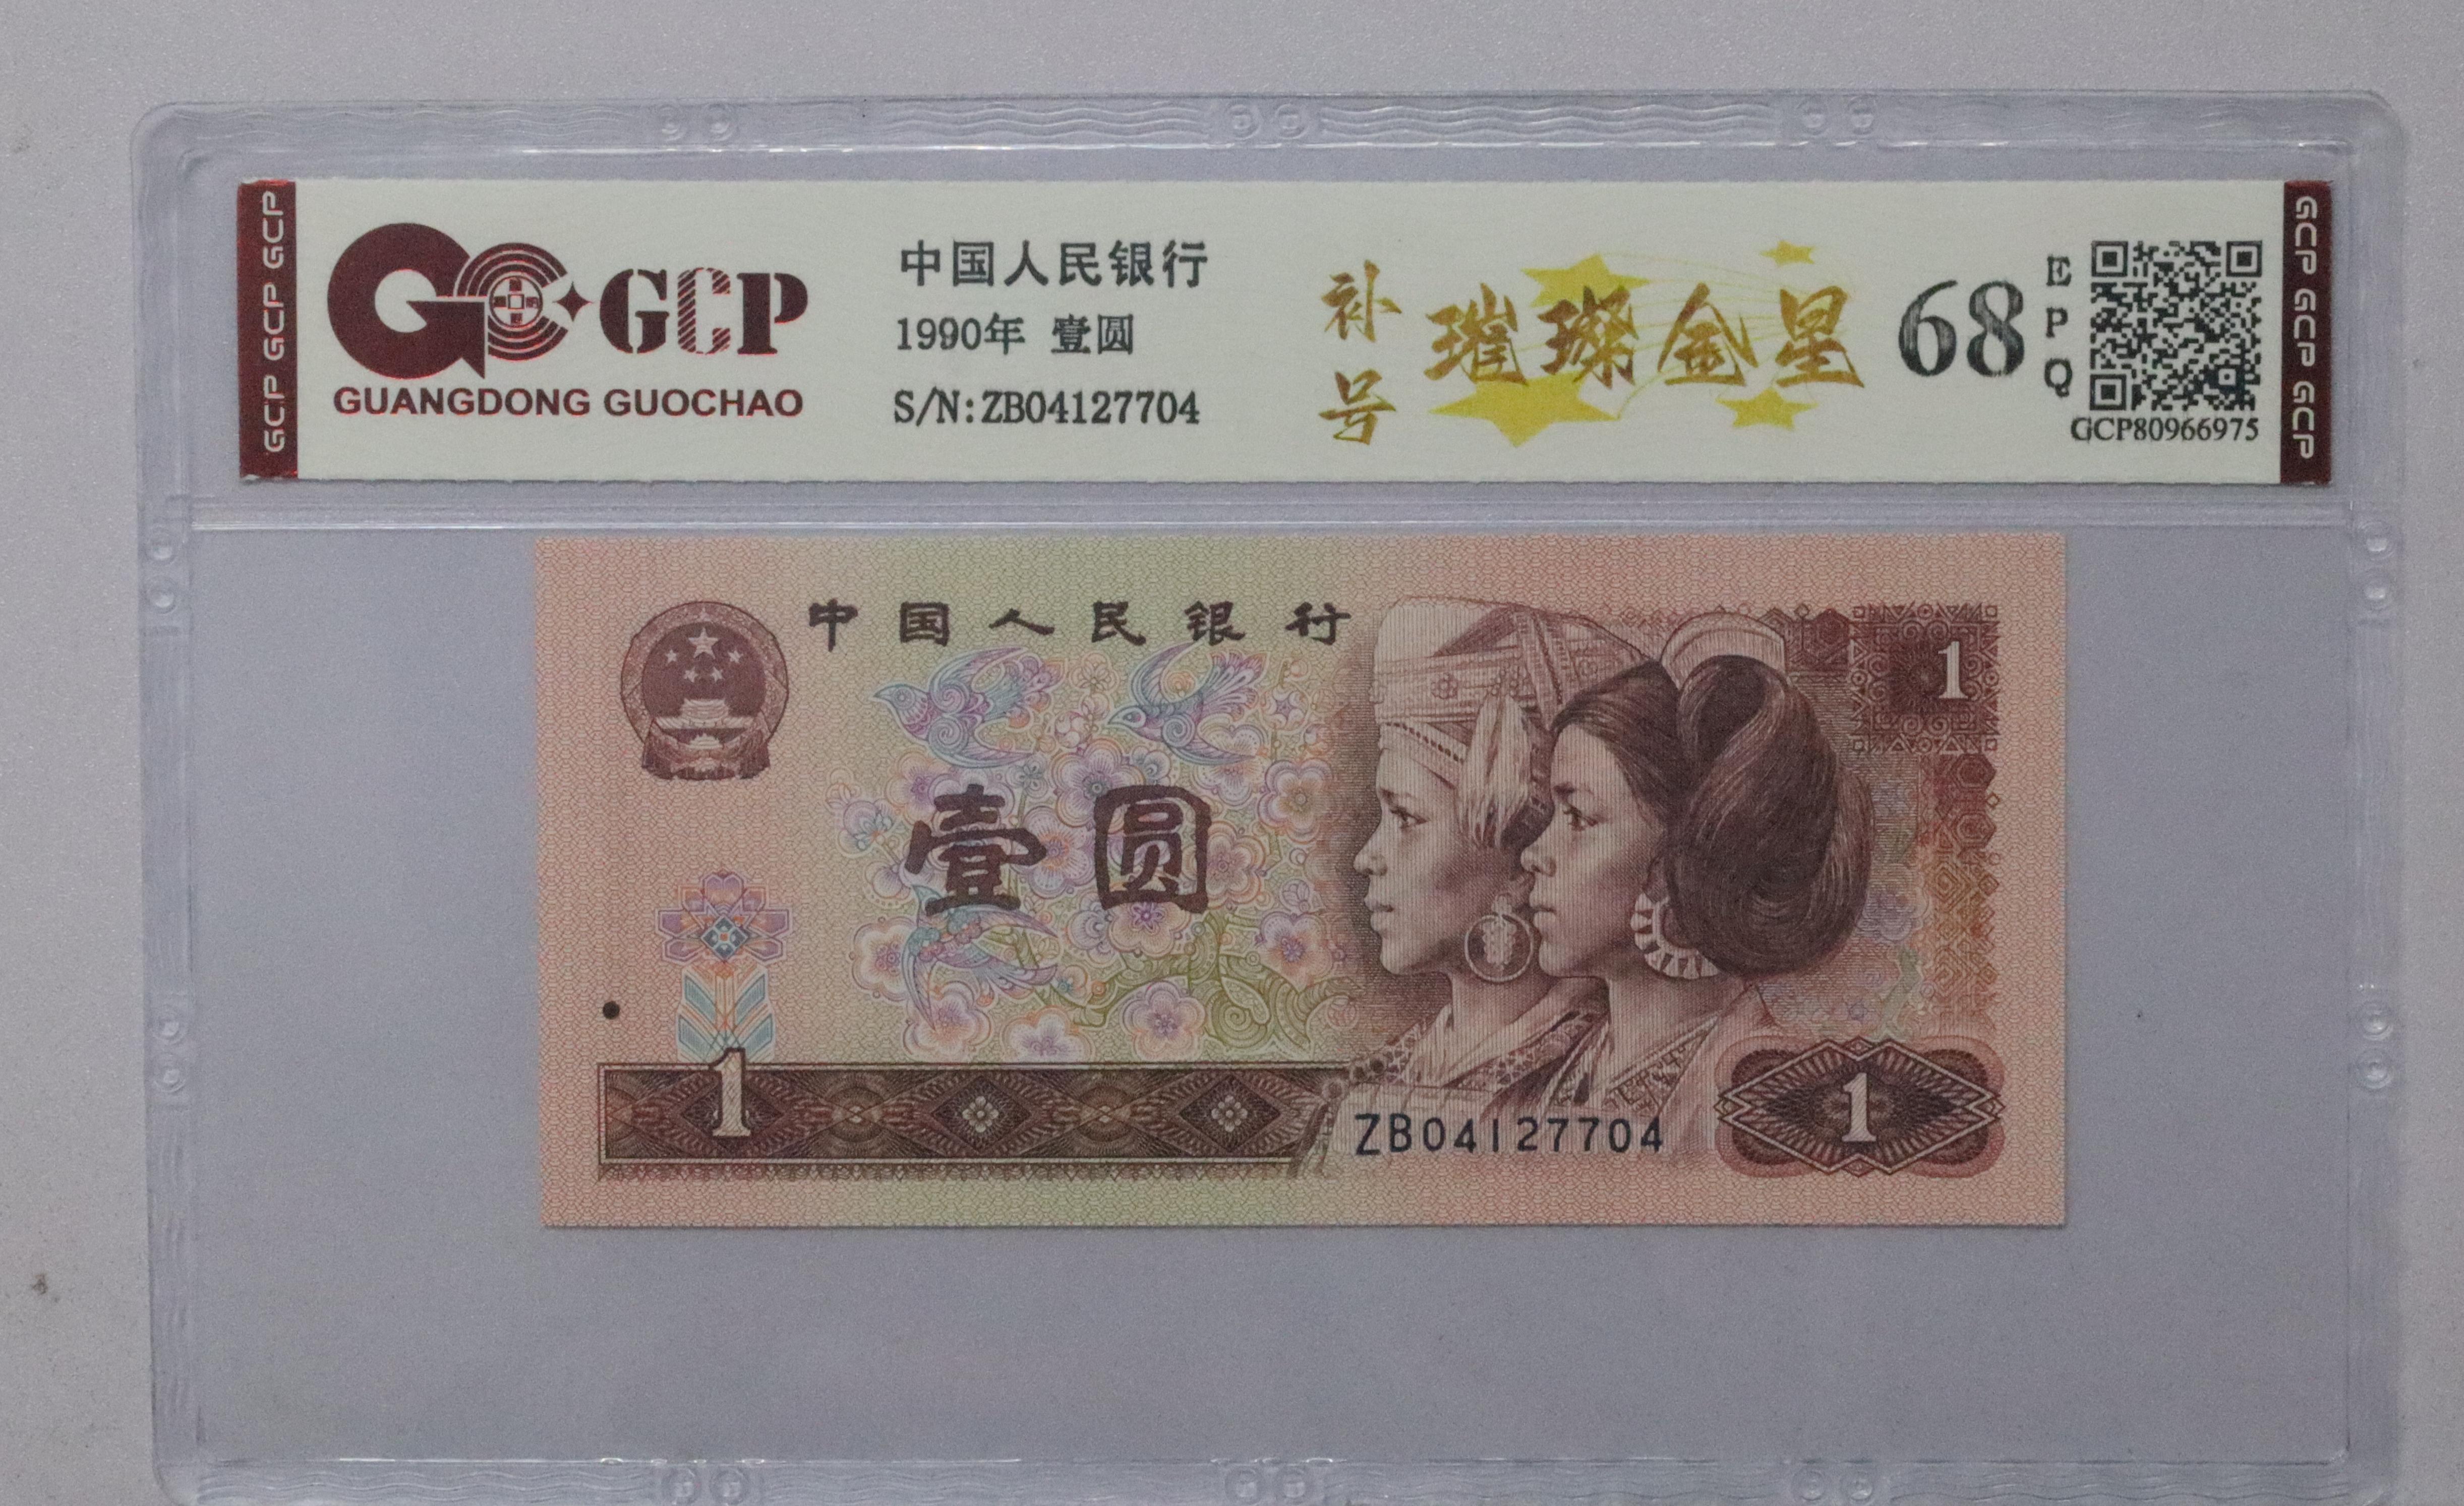 GCP GCP GCP
GCP
GUANGDONG GUOCHAO
中国人民银行
1990年 壹圆
S/N:ZB04127704
补号
璀璨金星
68
EPQ
GCP80966975
GCP GCP GCP
中国人民银行
1
壹圆
1
ZB04127704
1